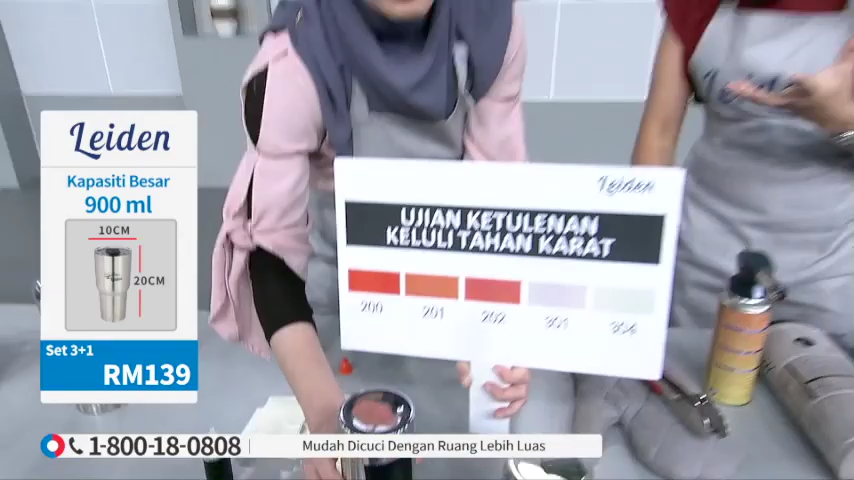 Leiden
Kapasiti Besar
900 ml
10CM
20CM
Set 3+1
RM139
Leiden
UJIAN KETULENAN
KELULI TAHAN KARAT
200 201 202 301 304
1-800-18-0808
Mudah Dicuci Dengan Ruang Lebih Luas